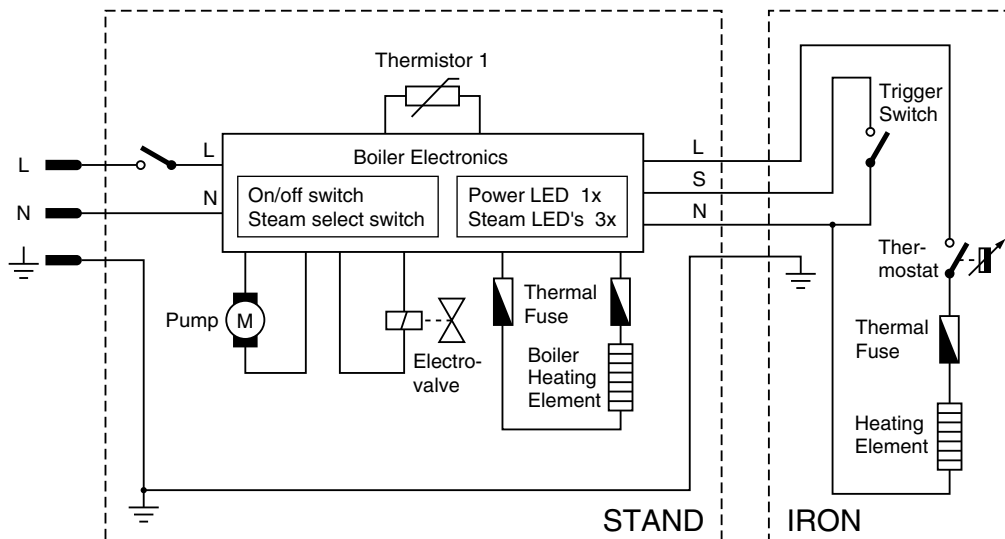 Thermistor 1
Trigger
Switch
L
L
Boiler Electronics
L
S
N
N
N
On/off switch
Steam select switch
Power LED 1x
Steam LED's 3x
Ther-
mostat
Pump
M
Electro-
valve
Thermal
Fuse
Boiler
Heating
Element
Thermal
Fuse
Heating
Element
STAND
IRON